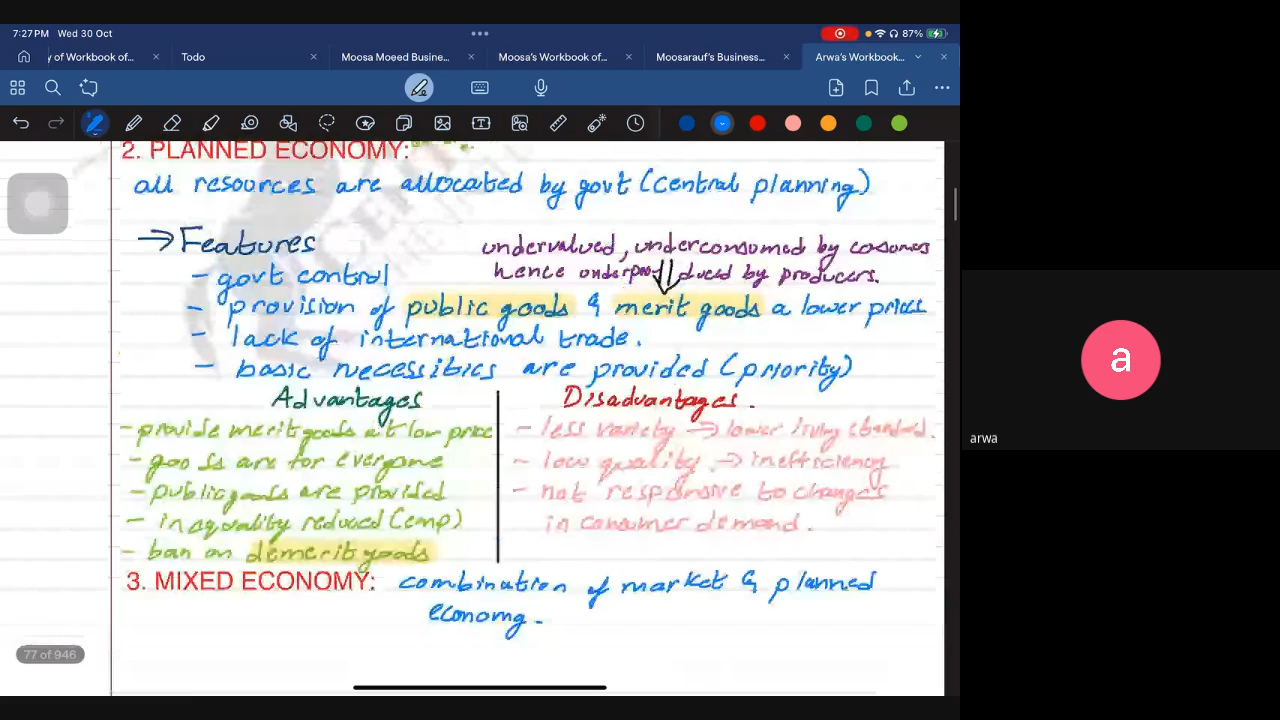 7:27 PM Wed 30 Oct
87%
y of Workbook of...
Todo
Moosa Moeed Busine...
Moosa's Workbook of...
Moosarauf's Business...
Arwa's Workbook...
2. PLANNED ECONOMY:
all resources are allocated by govt (central planning)
→ Features
undervalued, underconsumed by cosumes
hence underproduced by producers.
- govt control
- provision of public goods & merit goods a lower prices
- lack of international trade.
- basic necessities are provided (priority)
Advantages
- provide merit goods at low price
- goods are for everyone
- public goods are provided
- inequality reduced (emp)
- ban on demerit goods
Disadvantages.
- less variety → lower living standard.
- low quality → inefficiency
- not responsive to changes
in consumer demand.
3. MIXED ECONOMY: combination of market & planned
economy.
77 of 946
a
arwa